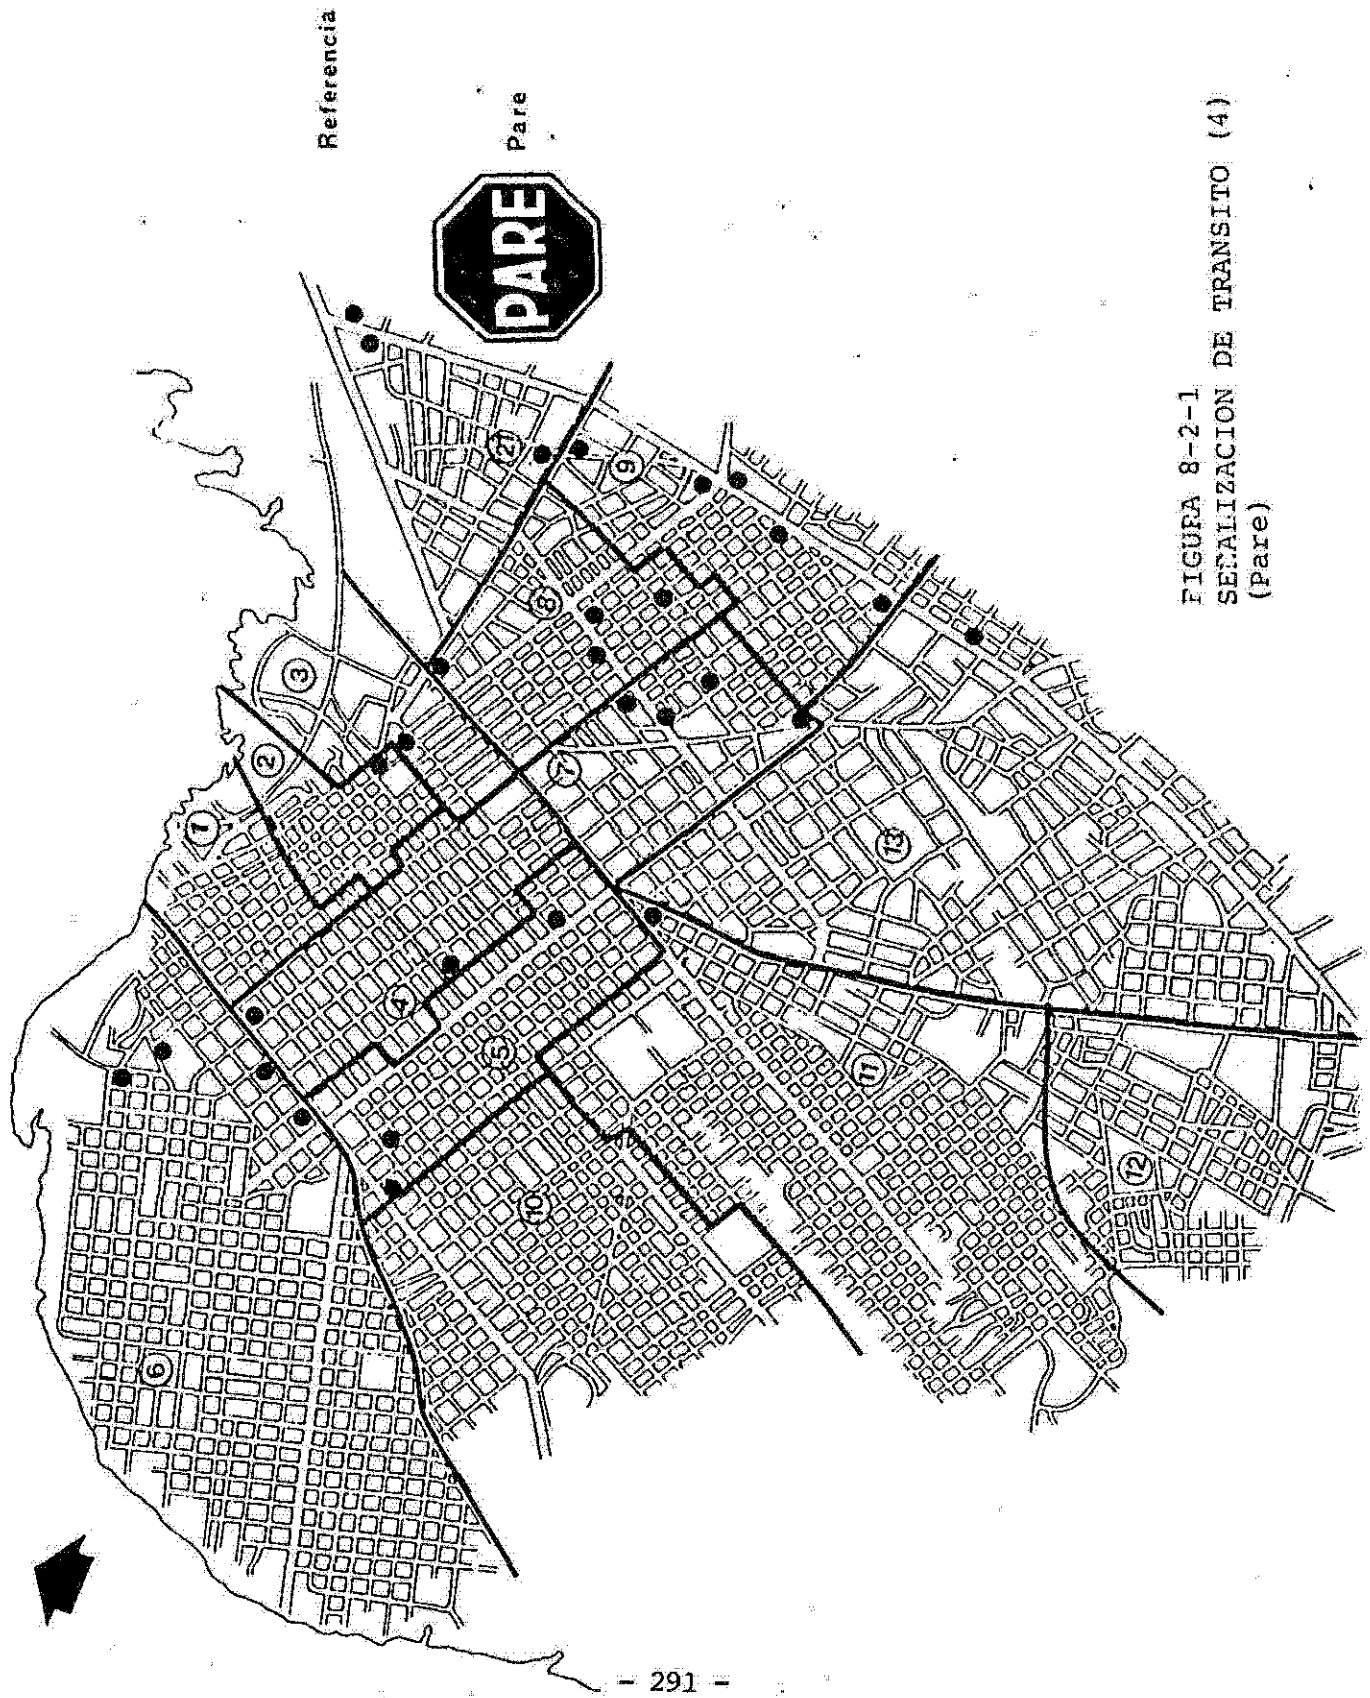 Referencia
PARE
Pare
1
2
3
4
5
6
7
8
9
10
11
12
13
21
FIGURA 8-2-1
SEÑALIZACION DE TRANSITO (4)
(Pare)
- 291 -